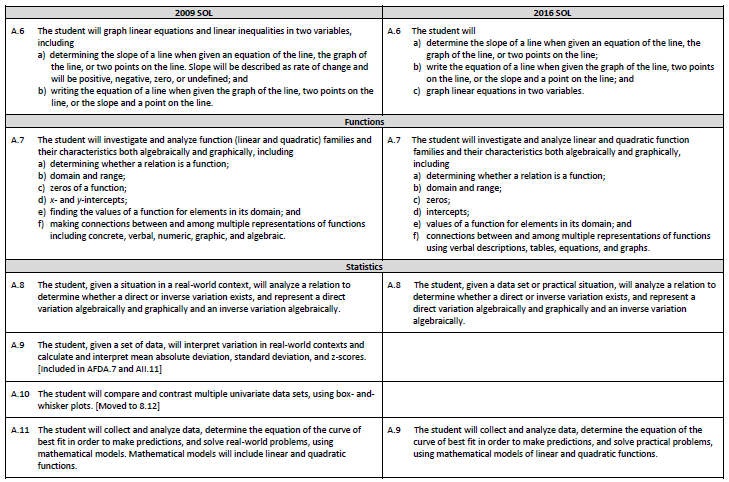 2009 SOL
2016 SOL
A.6 The student will graph linear equations and linear inequalities in two variables,
including
a) determining the slope of a line when given an equation of the line, the graph of
the line, or two points on the line. Slope will be described as rate of change and
will be positive, negative, zero, or undefined; and
b) writing the equation of a line when given the graph of the line, two points on the
line, or the slope and a point on the line.
A.6 The student will
a) determine the slope of a line when given an equation of the line, the
graph of the line, or two points on the line;
b) write the equation of a line when given the graph of the line, two points
on the line, or the slope and a point on the line; and
c) graph linear equations in two variables.
Functions
A.7 The student will investigate and analyze function (linear and quadratic) families and
their characteristics both algebraically and graphically, including
a) determining whether a relation is a function;
b) domain and range;
c) zeros of a function;
d) x- and y-intercepts;
e) finding the values of a function for elements in its domain; and
f) making connections between and among multiple representations of functions
including concrete, verbal, numeric, graphic, and algebraic.
A.7 The student will investigate and analyze linear and quadratic function
families and their characteristics both algebraically and graphically,
including
a) determining whether a relation is a function;
b) domain and range;
c) zeros;
d) intercepts;
e) values of a function for elements in its domain; and
f) connections between and among multiple representations of functions
using verbal descriptions, tables, equations, and graphs.
Statistics
A.8 The student, given a situation in a real-world context, will analyze a relation to
determine whether a direct or inverse variation exists, and represent a direct
variation algebraically and graphically and an inverse variation algebraically.
A.8 The student, given a data set or practical situation, will analyze a relation to
determine whether a direct or inverse variation exists, and represent a
direct variation algebraically and graphically and an inverse variation
algebraically.
A.9 The student, given a set of data, will interpret variation in real-world contexts and
calculate and interpret mean absolute deviation, standard deviation, and z-scores.
[Included in AFDA.7 and AII.11]
A.10 The student will compare and contrast multiple univariate data sets, using box- and-
whisker plots. [Moved to 8.12]
A.11 The student will collect and analyze data, determine the equation of the curve of
best fit in order to make predictions, and solve real-world problems, using
mathematical models. Mathematical models will include linear and quadratic
functions.
A.9 The student will collect and analyze data, determine the equation of the
curve of best fit in order to make predictions, and solve practical problems,
using mathematical models of linear and quadratic functions.